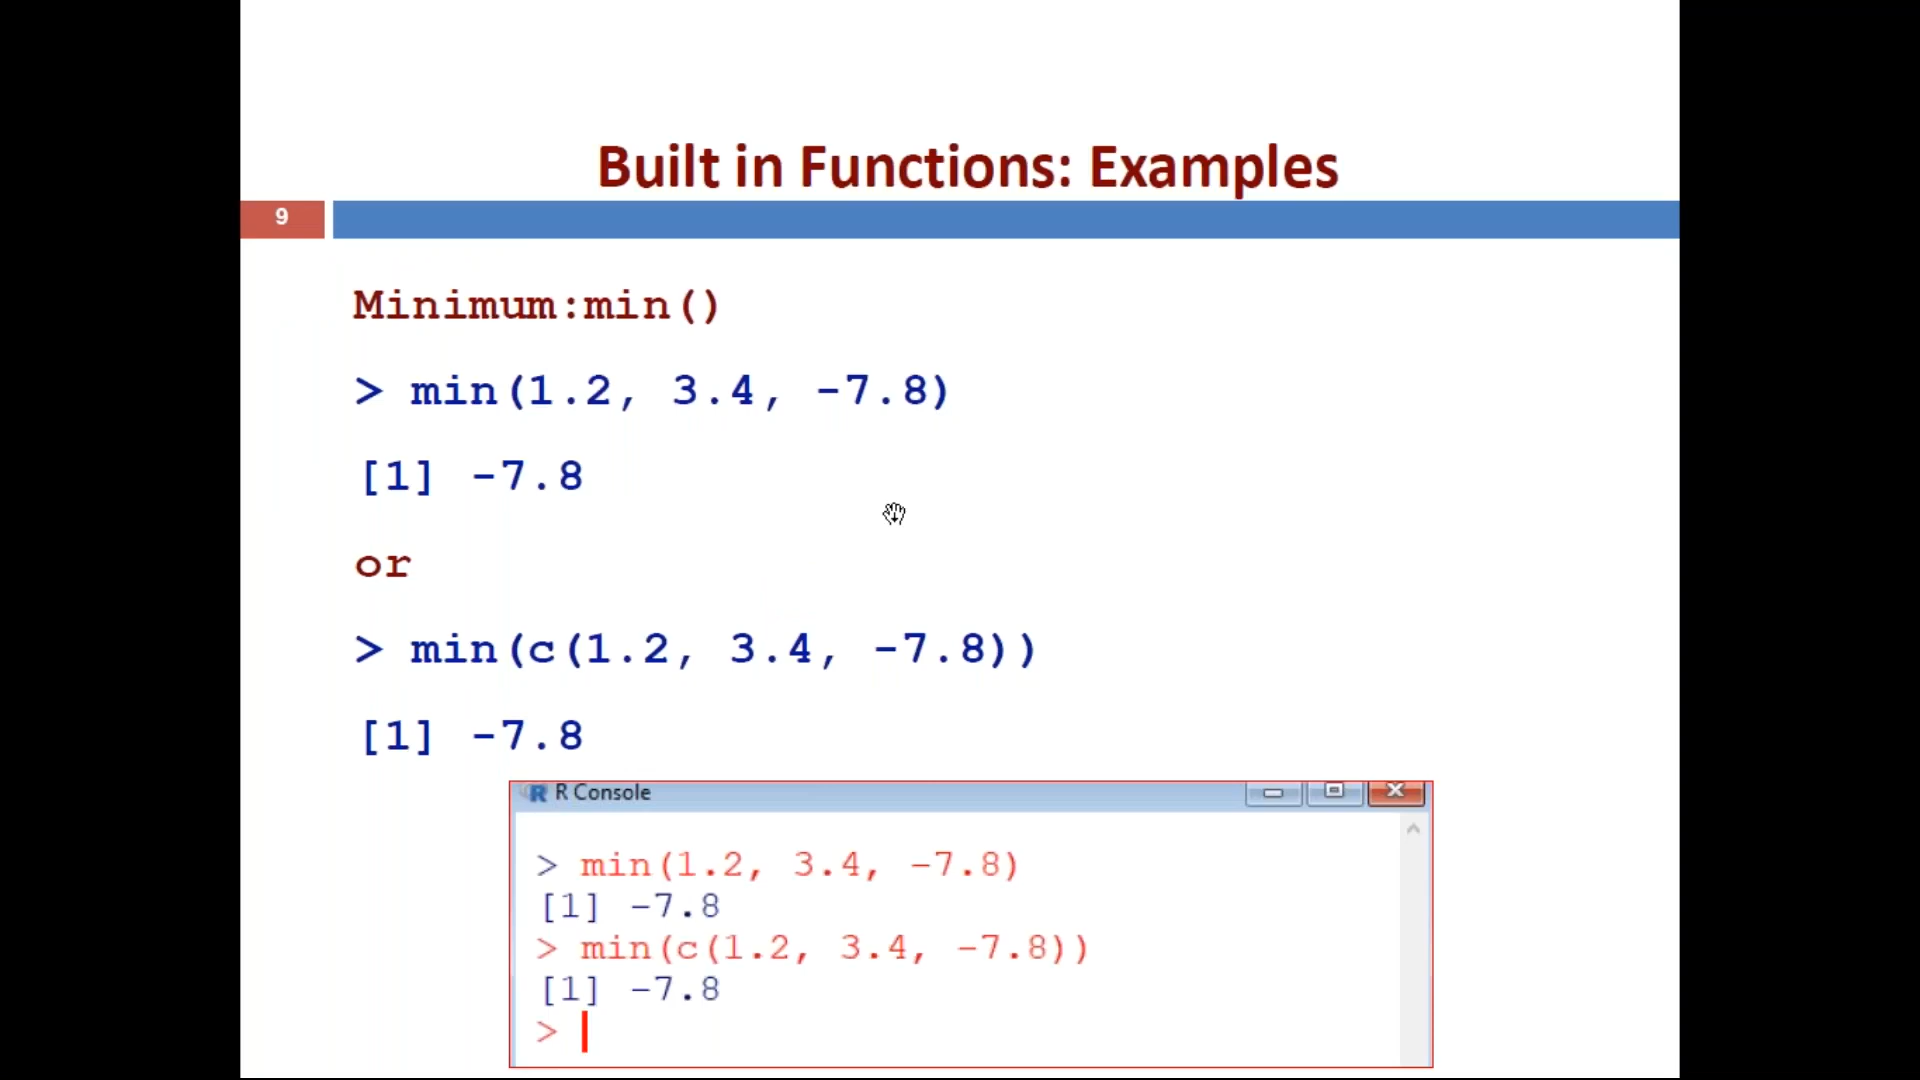 Built in Functions: Examples
9
Minimum:min()
> min(1.2, 3.4, -7.8)
[1] -7.8
or
> min(c(1.2, 3.4, -7.8))
[1] -7.8
R R Console
> min(1.2, 3.4, -7.8)
[1] -7.8
> min(c(1.2, 3.4, -7.8))
[1] -7.8
>